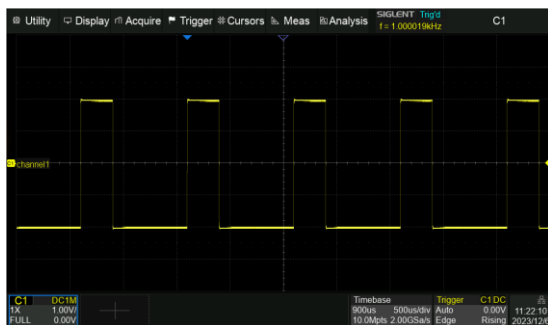 Utility Display Acquire Trigger Cursors Meas Analysis SIGLENT Trig'd C1
f = 1.000019kHz
C1 channel1
C1 DC1M
1X 1.00V/
FULL 0.00V
Timebase
900us 500us/div
10.0Mpts 2.00GSa/s
Trigger C1 DC
Auto 0.00V
Edge Rising
11:22:10